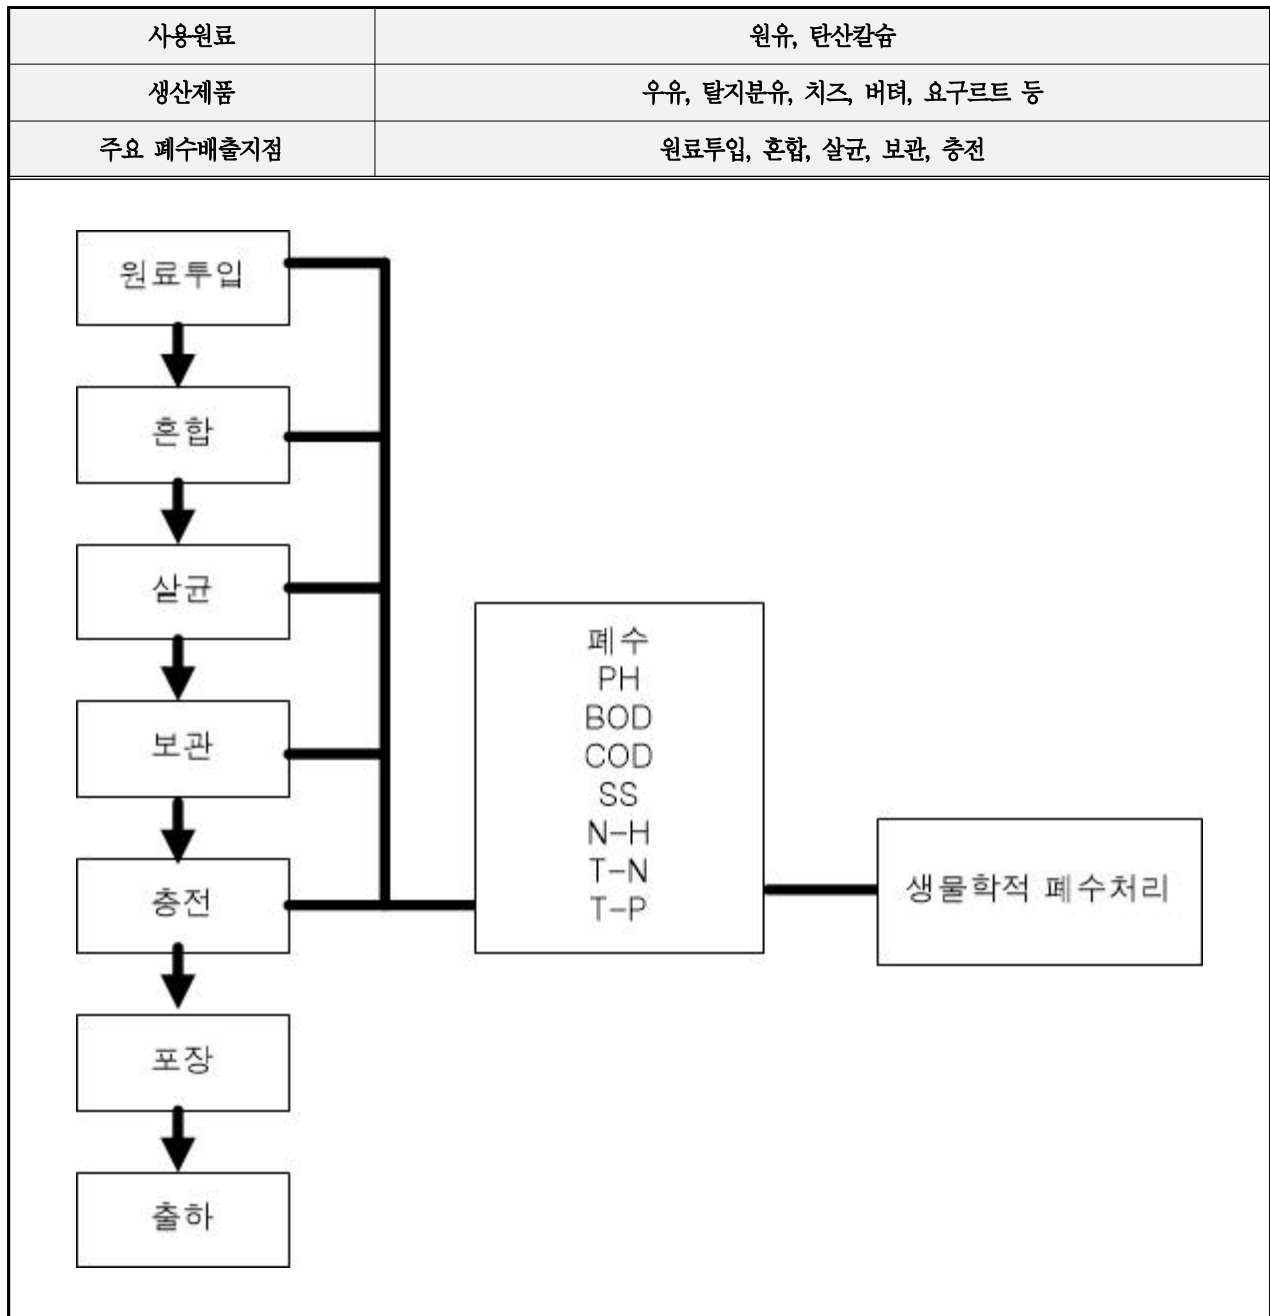 사용원료 원유, 탄산칼슘
생산제품 우유, 탈지분유, 치즈, 버터, 요구르트 등
주요 폐수배출지점 원료투입, 혼합, 살균, 보관, 충전
원료투입
혼합
살균
보관
충전
포장
출하
폐수
PH
BOD
COD
SS
N-H
T-N
T-P
생물학적 폐수처리